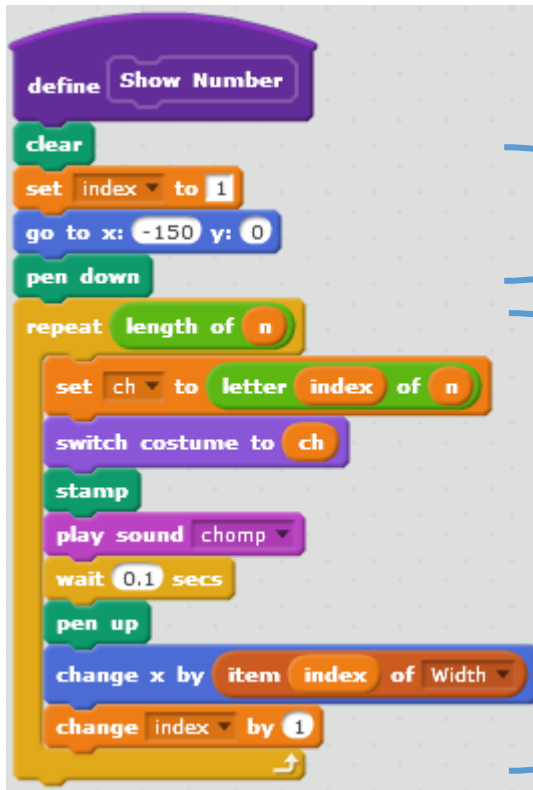 define Show Number
clear
set index to 1
go to x: -150 y: 0
pen down
repeat length of n
set ch to letter index of n
switch costume to ch
stamp
play sound chomp
wait 0.1 secs
pen up
change x by item index of Width
change index by 1